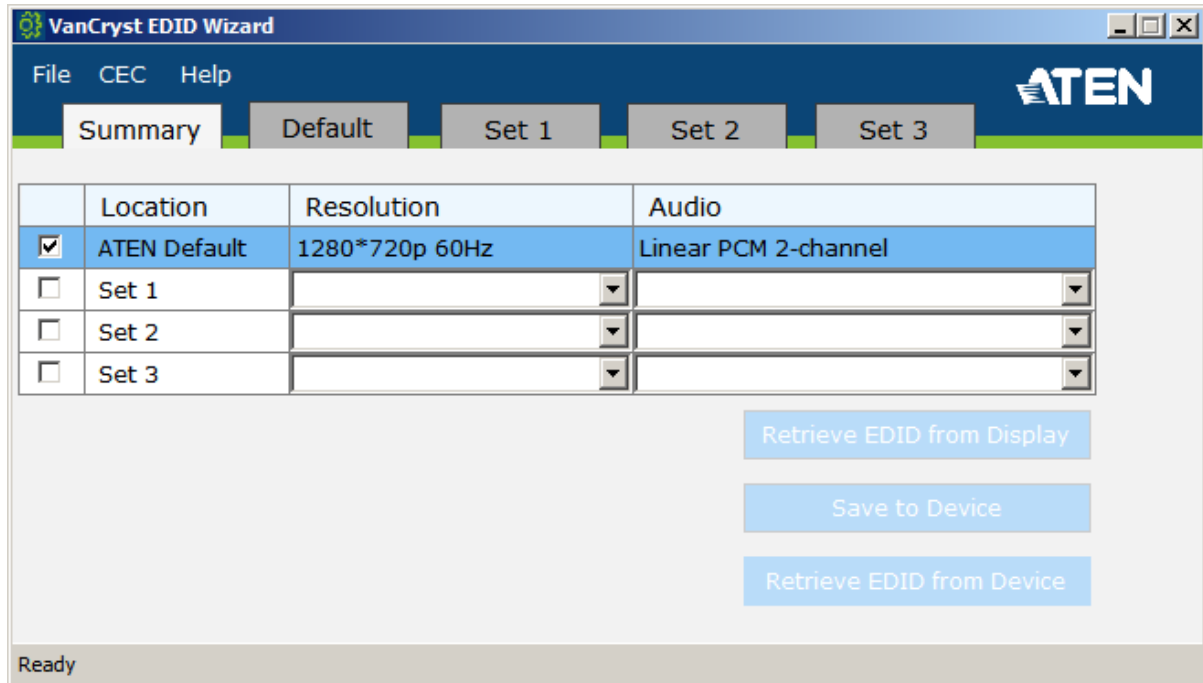 VanCryst EDID Wizard
File CEC Help
ATEN
Summary Default Set 1 Set 2 Set 3
Location Resolution Audio
ATEN Default 1280*720p 60Hz Linear PCM 2-channel
Set 1
Set 2
Set 3
Retrieve EDID from Display
Save to Device
Retrieve EDID from Device
Ready